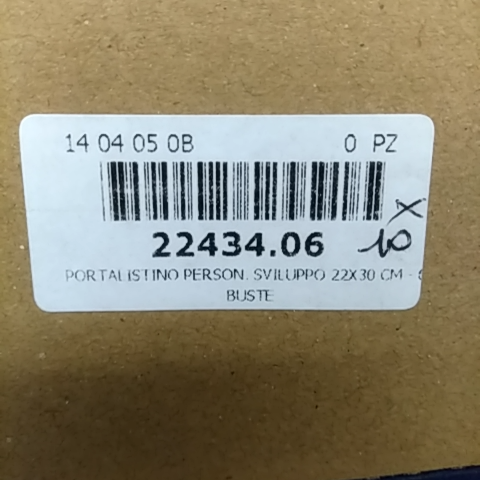 14 04 05 0B 0 PZ
X
22434.06 10
PORTALISTINO PERSON. SVILUPPO 22X30 CM -
BUSTE